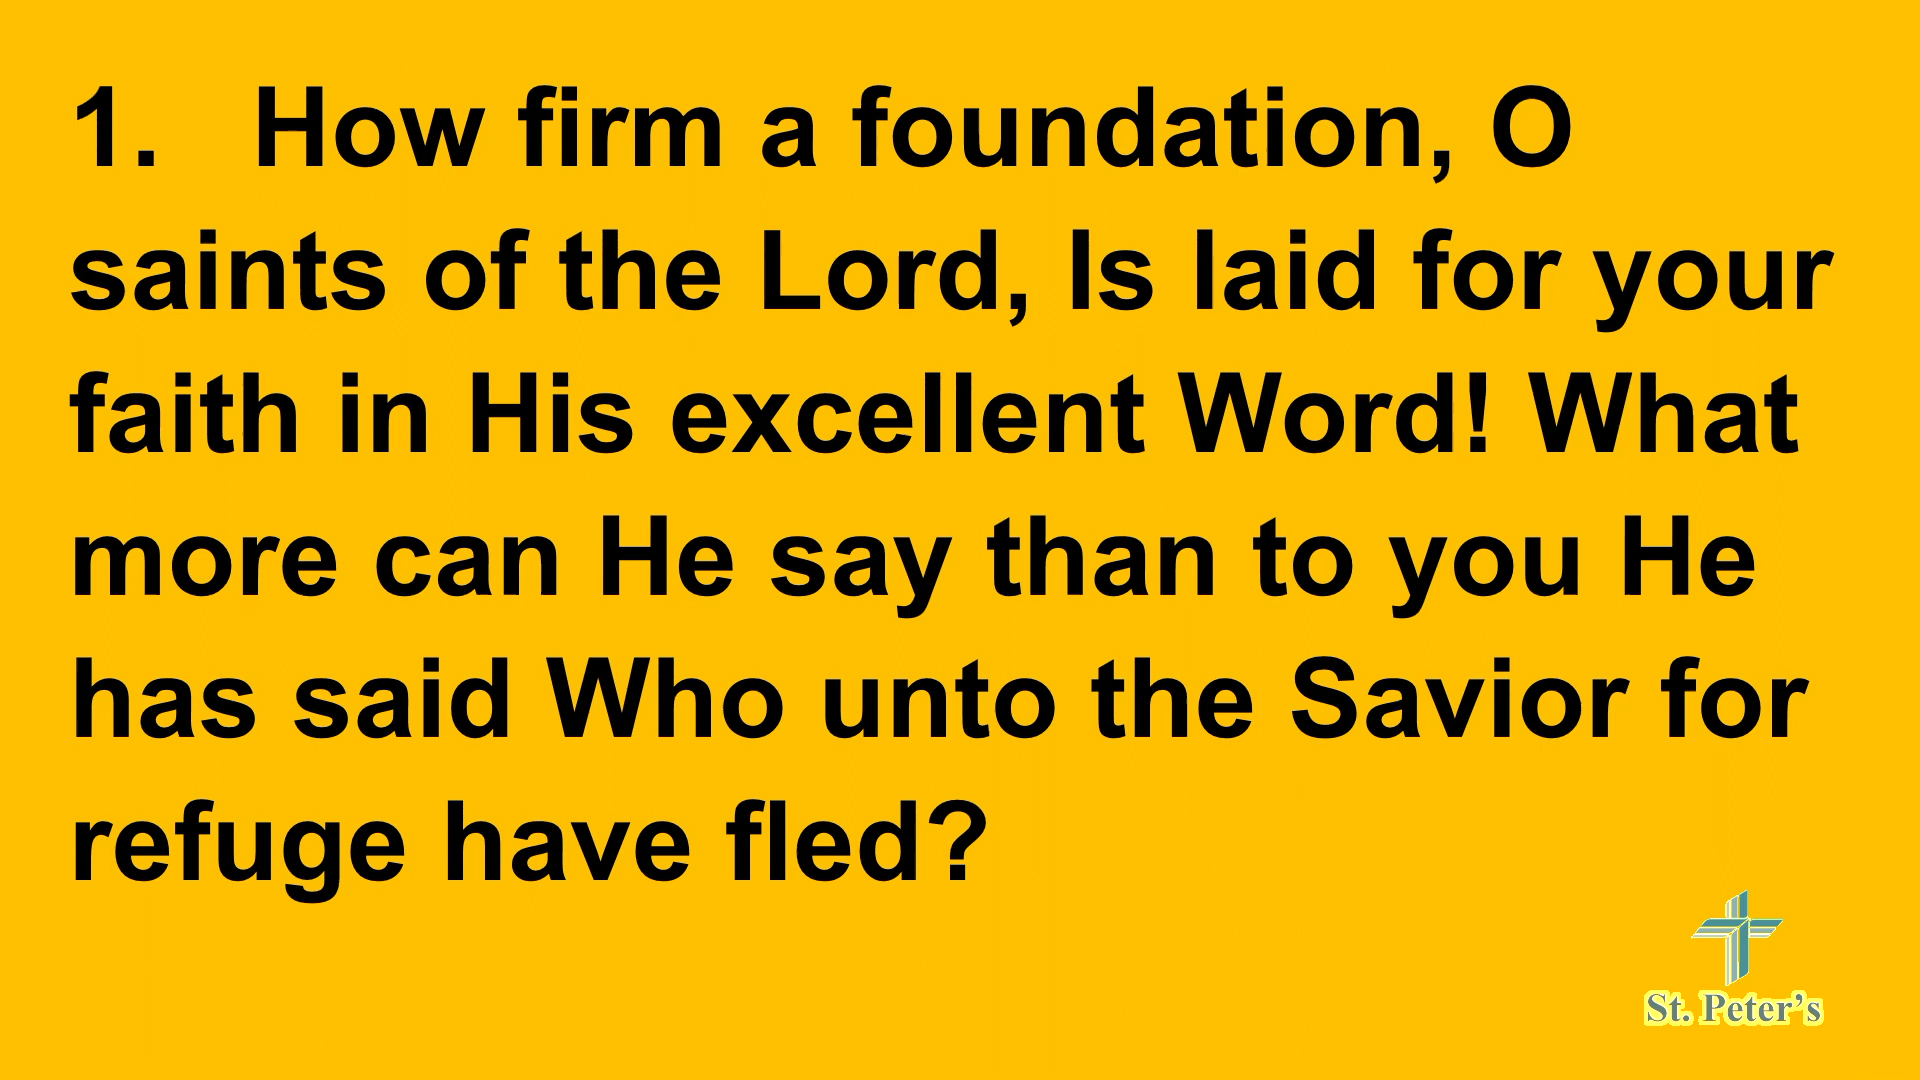 1. How firm a foundation, O
saints of the Lord, Is laid for your
faith in His excellent Word! What
more can He say than to you He
has said Who unto the Savior for
refuge have fled?
St. Peter's